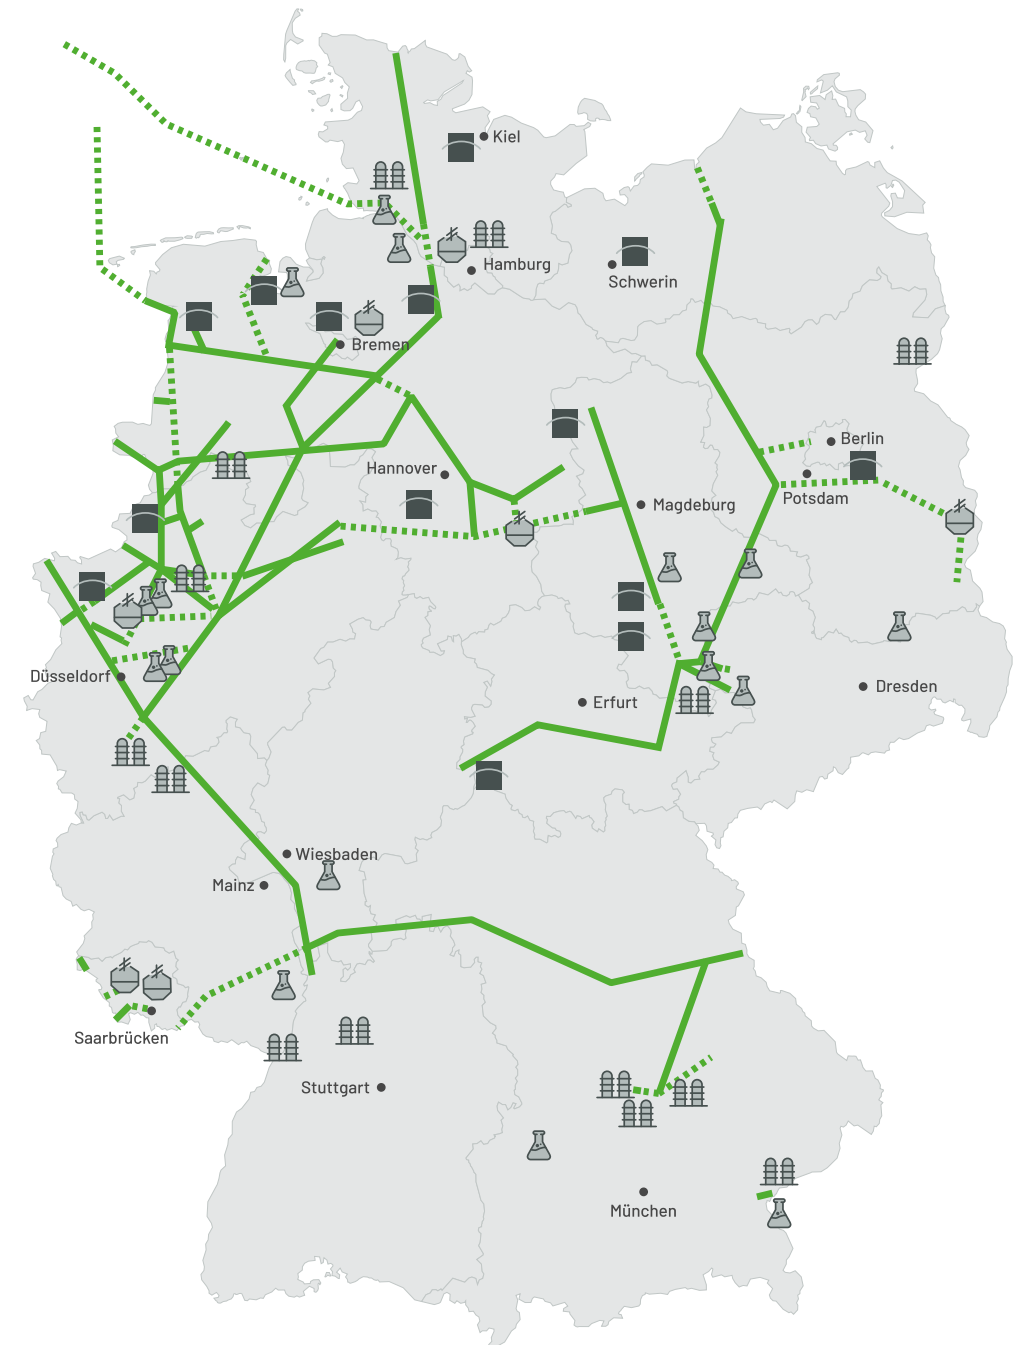 Kiel
Hamburg
Schwerin
Bremen
Berlin
Hannover
Potsdam
Magdeburg
Düsseldorf
Dresden
Erfurt
Wiesbaden
Mainz
Saarbrücken
Stuttgart
München